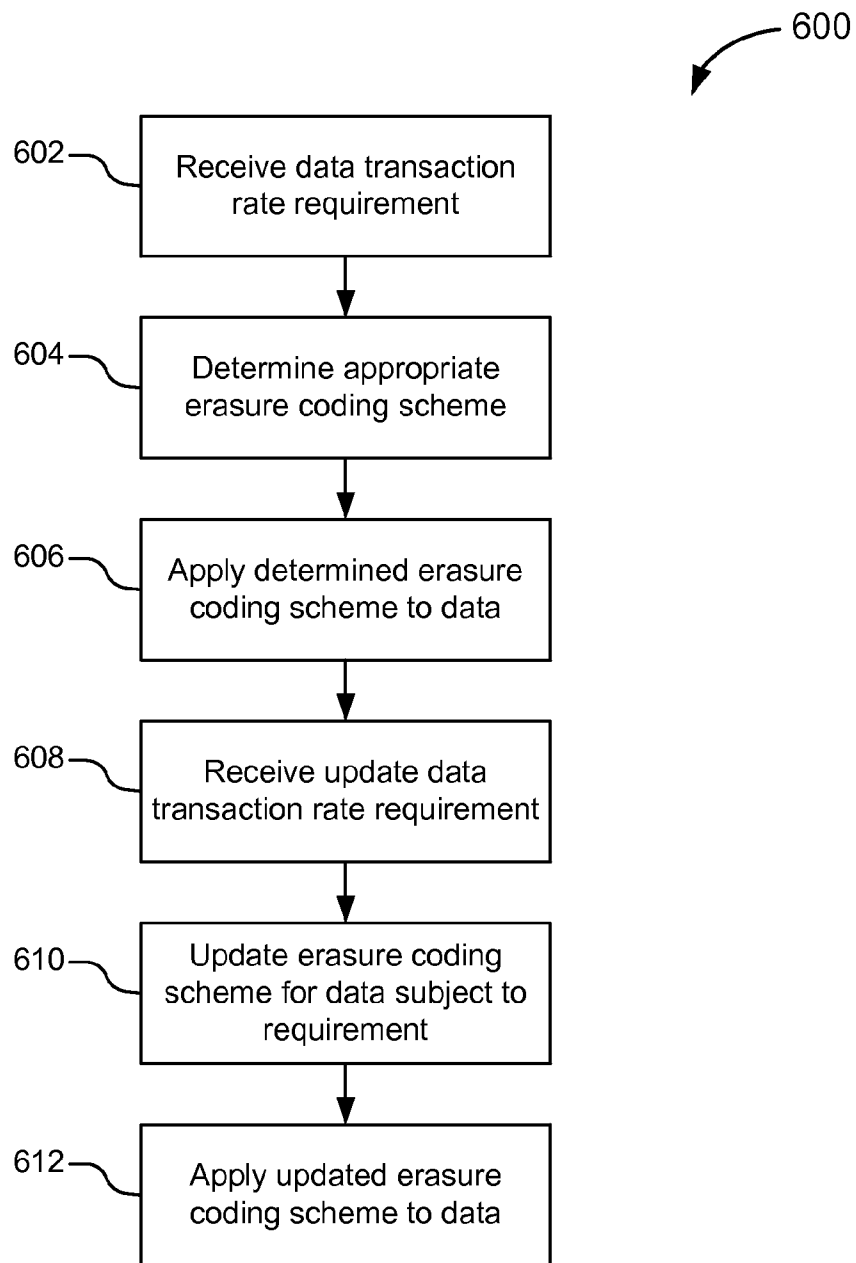 600
602
Receive data transaction
rate requirement
604
Determine appropriate
erasure coding scheme
606
Apply determined erasure
coding scheme to data
608
Receive update data
transaction rate requirement
610
Update erasure coding
scheme for data subject to
requirement
612
Apply updated erasure
coding scheme to data